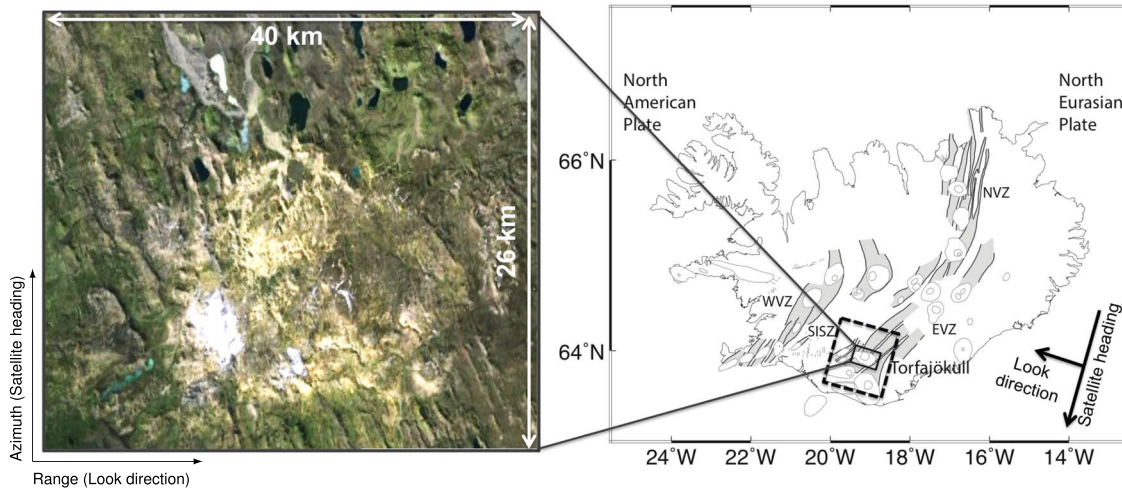 40 km
26 km
Azimuth (Satellite heading)
Range (Look direction)
North
American
Plate
North
Eurasian
Plate
66°N
64°N
NVZ
WVZ
SISZ
EVZ
Torfajökull
Look
direction
Satellite heading
24°W
22°W
20°W
18°W
16°W
14°W